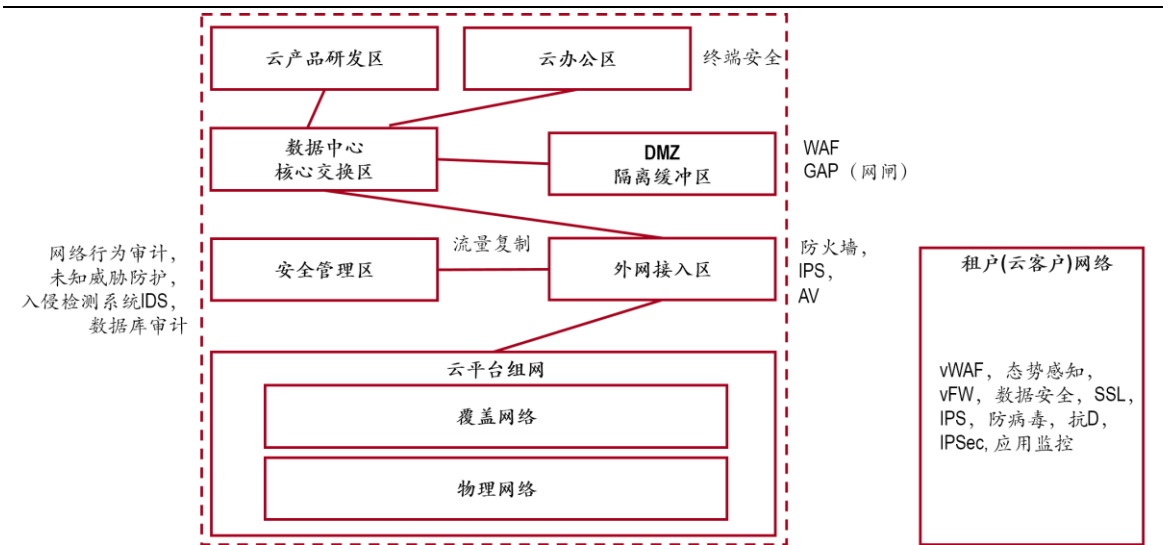 云产品研发区
云办公区
终端安全
数据中心
核心交换区
DMZ
隔离缓冲区
WAF
GAP（网闸）
网络行为审计，
未知威胁防护，
入侵检测系统IDS，
数据库审计
安全管理区
流量复制
外网接入区
防火墙，
IPS，
AV
云平台组网
覆盖网络
物理网络
租户(云客户)网络
vWAF，态势感知，
vFW，数据安全，SSL，
IPS，防病毒，抗D，
IPSec, 应用监控